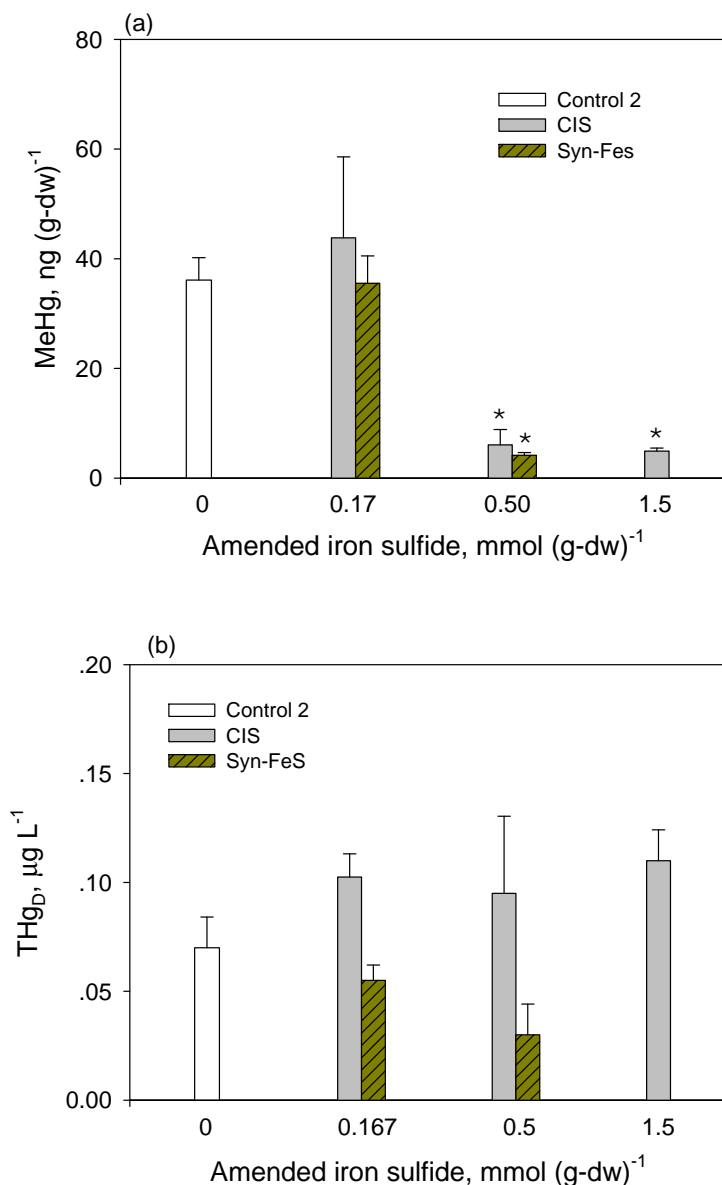 (a)
80
60
40
20
0
MeHg, ng (g-dw)⁻¹
Control 2
CIS
Syn-Fes
* * *
0 0.17 0.50 1.5
Amended iron sulfide, mmol (g-dw)⁻¹
(b)
.20
.15
.10
.05
0.00
THg_D, μg L⁻¹
Control 2
CIS
Syn-FeS
0 0.167 0.5 1.5
Amended iron sulfide, mmol (g-dw)⁻¹